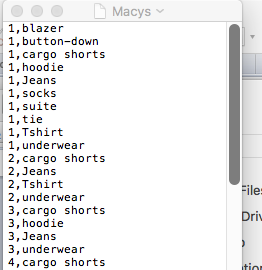 Macys
1,blazer
1,button-down
1,cargo shorts
1,hoodie
1,Jeans
1,socks
1,suite
1,tie
1,Tshirt
1,underwear
2,cargo shorts
2,Jeans
2,Tshirt
2,underwear
3,cargo shorts
3,hoodie
3,Jeans
3,underwear
4,cargo shorts
Files
Driv